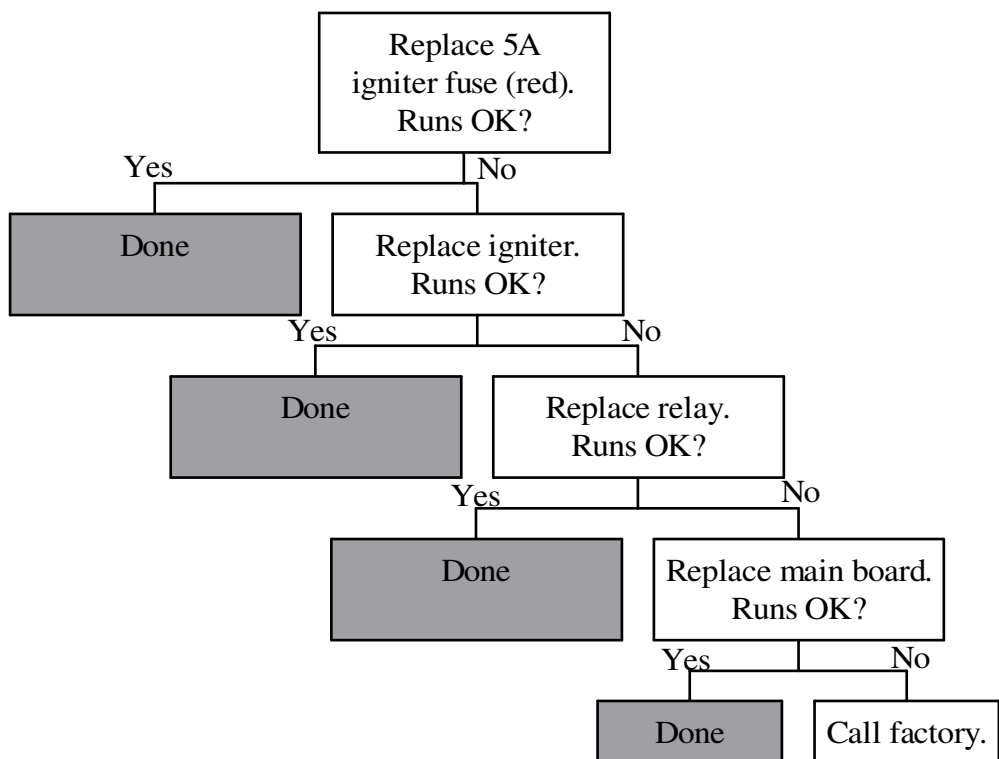 Replace 5A
igniter fuse (red).
Runs OK?
Yes
No
Done
Replace igniter.
Runs OK?
Yes
No
Done
Replace relay.
Runs OK?
Yes
No
Done
Replace main board.
Runs OK?
Yes
No
Done
Call factory.